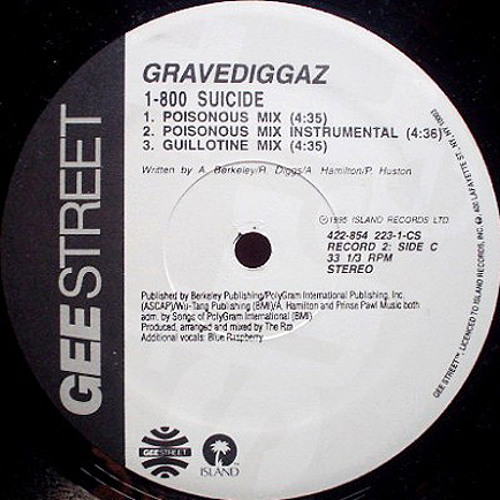 GEE STREET
GRAVEDIGGAZ
1-800 SUICIDE
1. POISONOUS MIX (4:35)
2. POISONOUS MIX INSTRUMENTAL (4:36)
3. GUILLOTINE MIX (4:35)
Written by A. Berkeley/R. Diggs/A. Hamilton/P. Huston
℗1995 ISLAND RECORDS LTD.
422-854 223-1-CS
RECORD 2: SIDE C
33 1/3 RPM
STEREO
Published by Berkeley Publishing/PolyGram International Publishing, Inc.
(ASCAP)/Wu-Tang Publishing (BMI)/A. Hamilton and Prinse Pawl Music both
adm. by Songs of PolyGram International (BMI)
Produced, arranged and mixed by The Rza
Additional vocals: Blue Raspberry.
GEE STREET
ISLAND
TM
GEE STREET™, LICENCED TO ISLAND RECORDS, INC. 400 LAFAYETTE ST., NY, NY, 10003